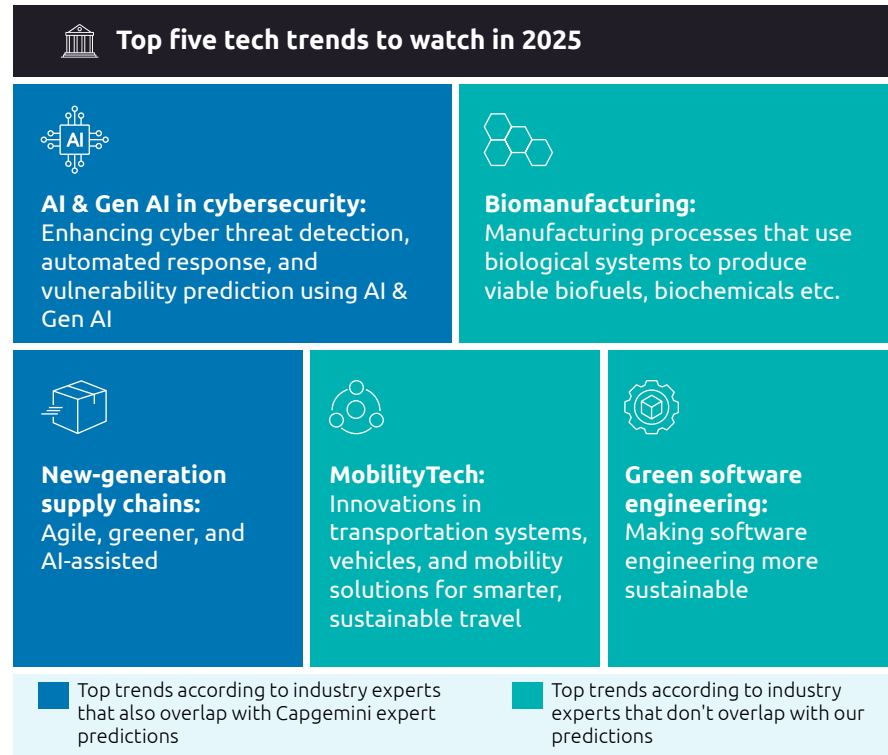 Top five tech trends to watch in 2025
AI
AI & Gen AI in cybersecurity:
Enhancing cyber threat detection,
automated response, and
vulnerability prediction using AI &
Gen AI
Biomanufacturing:
Manufacturing processes that use
biological systems to produce
viable biofuels, biochemicals etc.
New-generation
supply chains:
Agile, greener, and
AI-assisted
MobilityTech:
Innovations in
transportation systems,
vehicles, and mobility
solutions for smarter,
sustainable travel
Green software
engineering:
Making software
engineering more
sustainable
Top trends according to industry experts
that also overlap with Capgemini expert
predictions
Top trends according to industry
experts that don't overlap with our
predictions